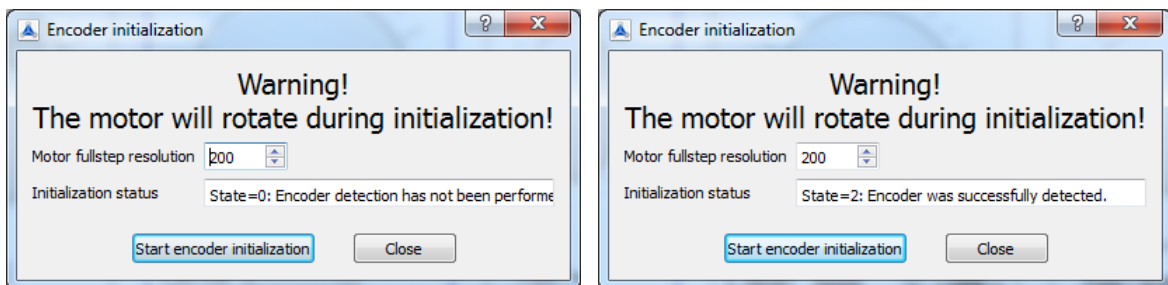 Encoder initialization
?
X
Warning!
The motor will rotate during initialization!
Motor fullstep resolution 200
Initialization status State=0: Encoder detection has not been performe
Start encoder initialization Close
Encoder initialization
?
X
Warning!
The motor will rotate during initialization!
Motor fullstep resolution 200
Initialization status State=2: Encoder was successfully detected.
Start encoder initialization Close